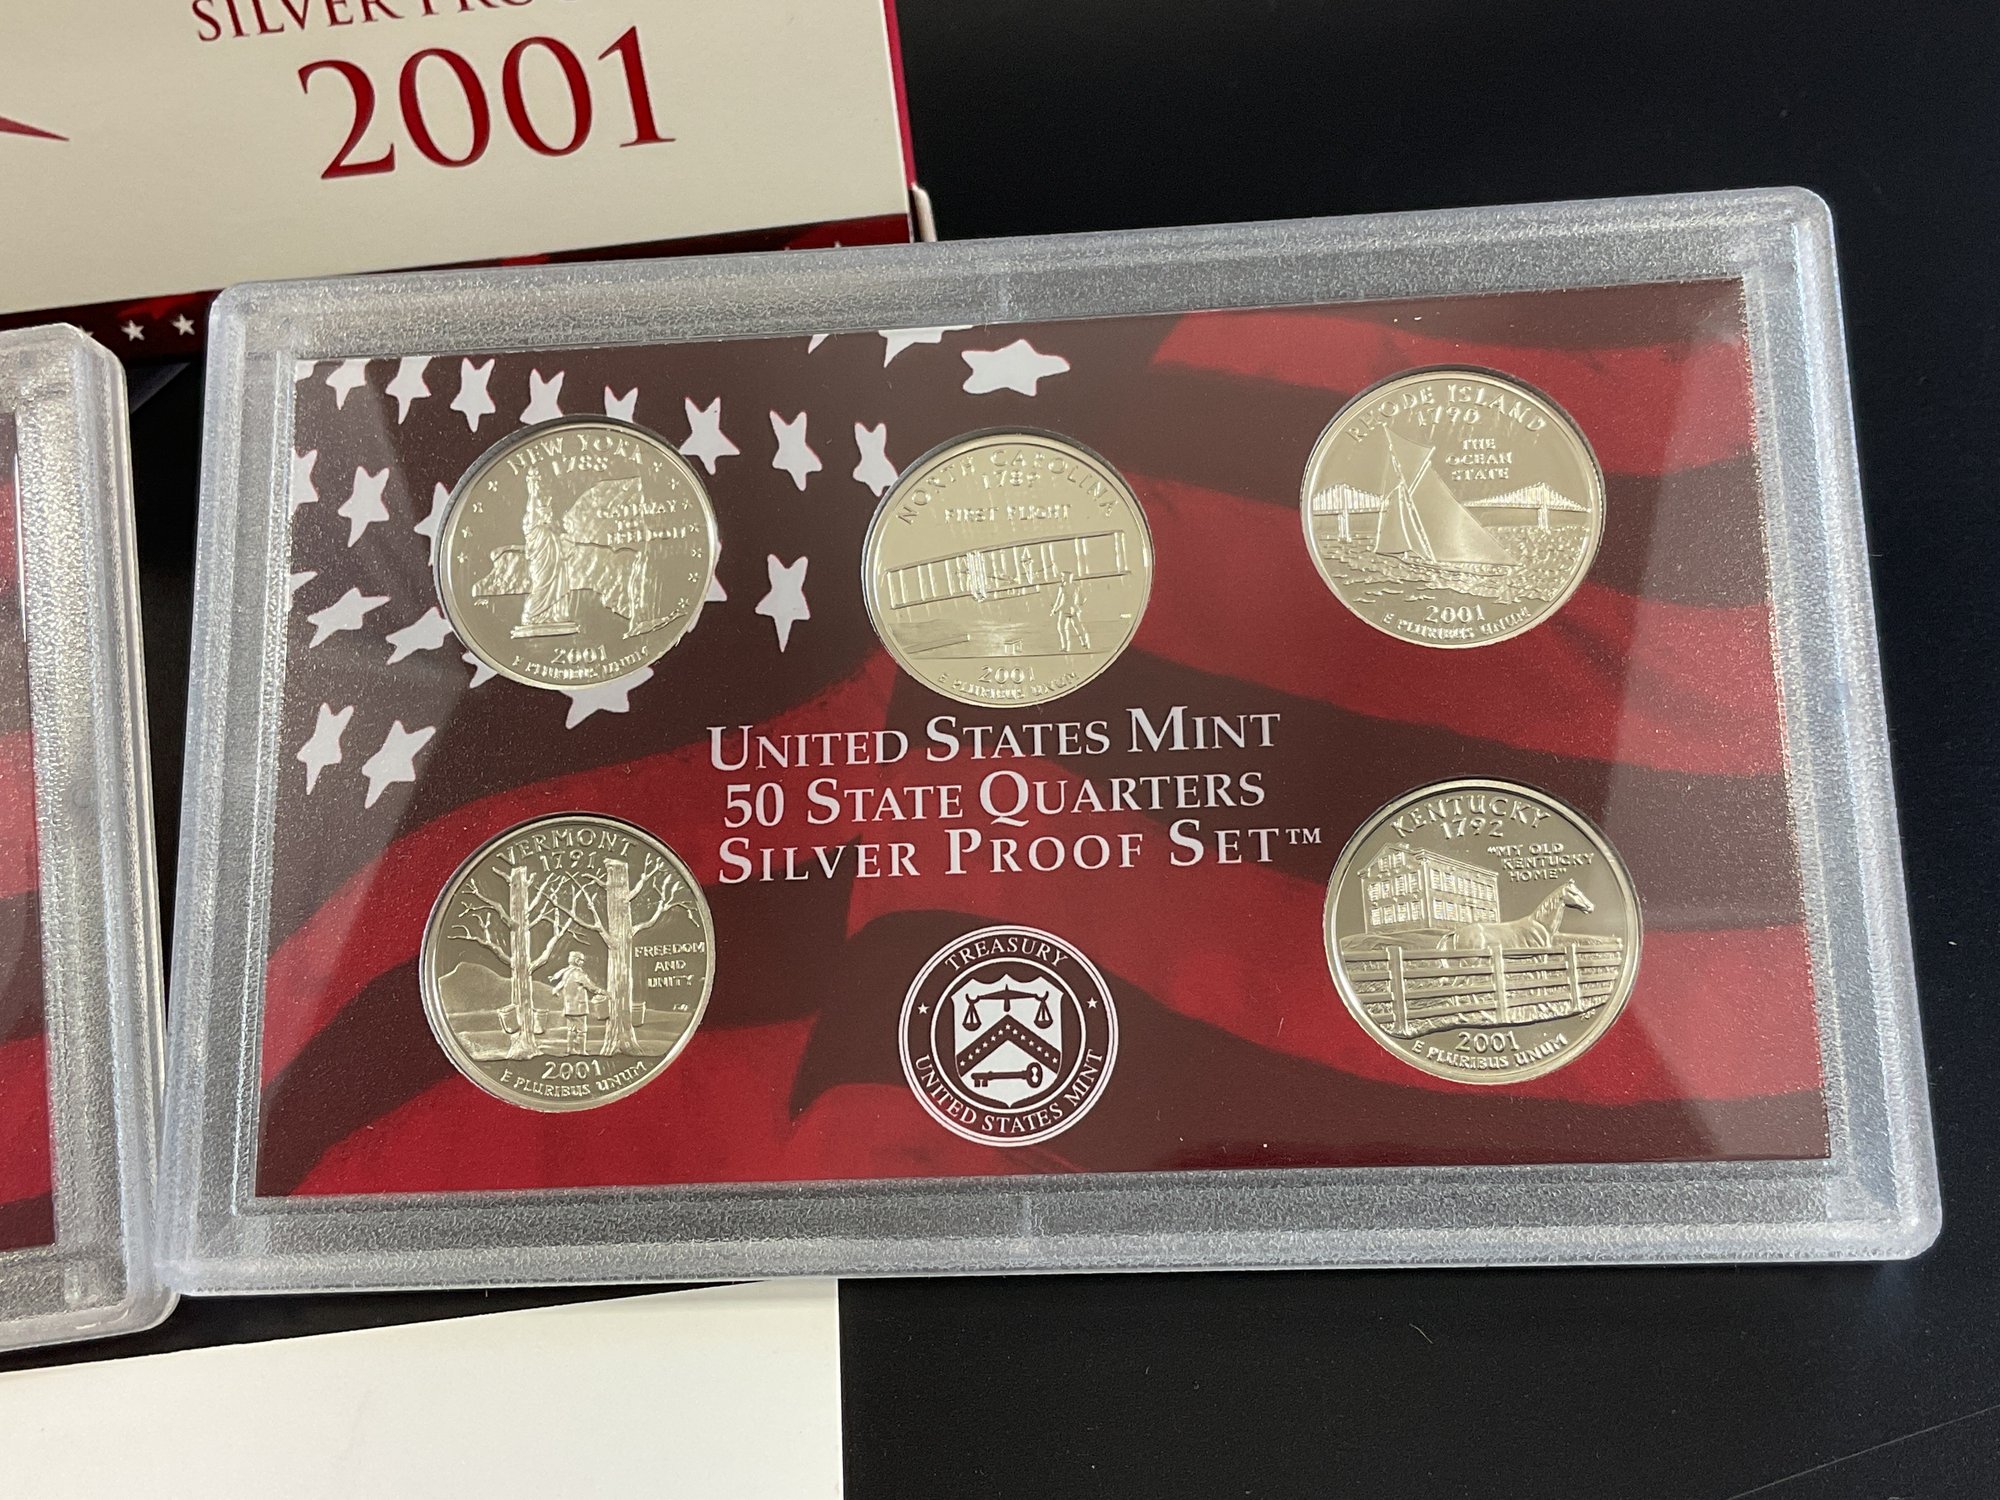 SILVER
2001
NEW YORK
1788
GATEWAY
TO
FREEDOM
2001
E PLURIBUS UNUM
NORTH CAROLINA
1789
FIRST FLIGHT
2001
E PLURIBUS UNUM
RHODE ISLAND
1790
THE
OCEAN
STATE
2001
E PLURIBUS UNUM
UNITED STATES MINT
50 STATE QUARTERS
SILVER PROOF SET™
VERMONT
1791
FREEDOM
AND
UNITY
2001
E PLURIBUS UNUM
TREASURY
UNITED STATES MINT
KENTUCKY
1792
"MY OLD
KENTUCKY
HOME"
2001
E PLURIBUS UNUM